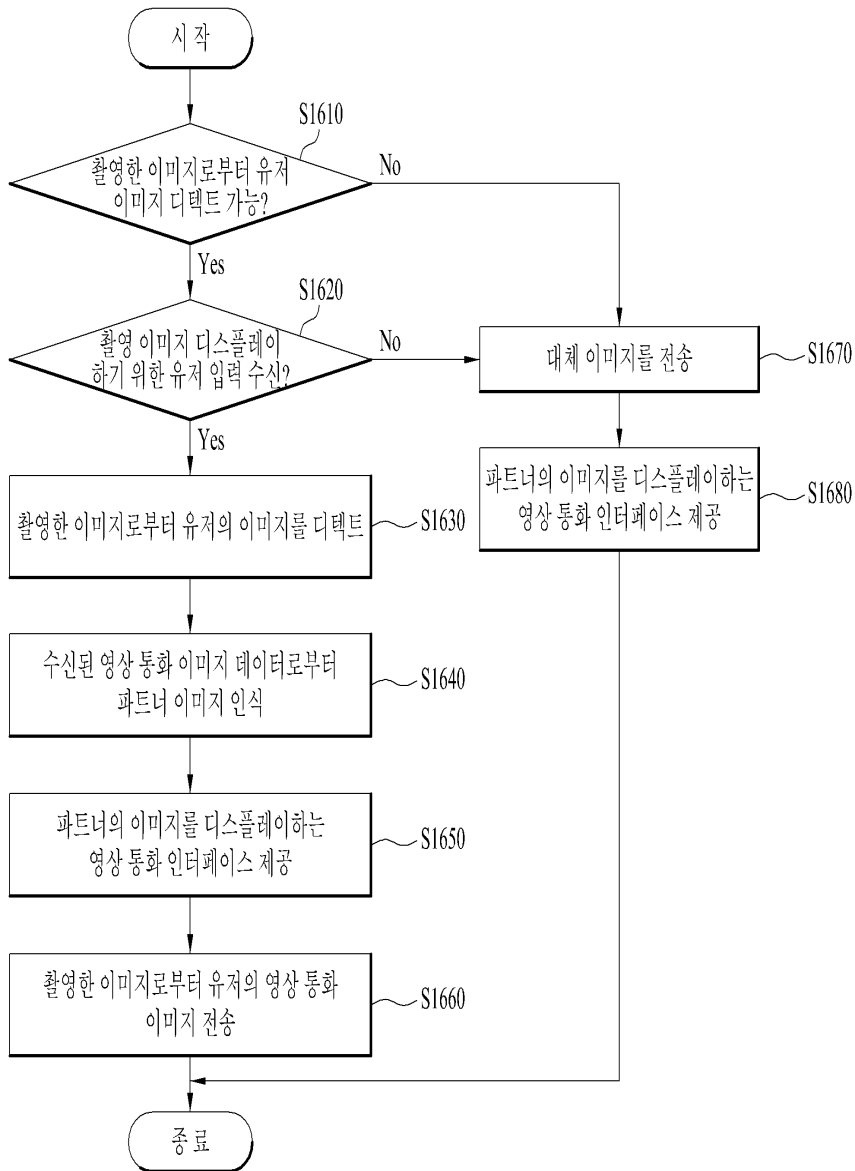 시 작
S1610
촬영한 이미지로부터 유저
이미지 디텍트 가능?
No
Yes
S1620
촬영 이미지 디스플레이
하기 위한 유저 입력 수신?
No
Yes
대체 이미지를 전송
S1670
파트너의 이미지를 디스플레이하는
영상 통화 인터페이스 제공
S1680
촬영한 이미지로부터 유저의 이미지를 디텍트
S1630
수신된 영상 통화 이미지 데이터로부터
파트너 이미지 인식
S1640
파트너의 이미지를 디스플레이하는
영상 통화 인터페이스 제공
S1650
촬영한 이미지로부터 유저의 영상 통화
이미지 전송
S1660
종 료